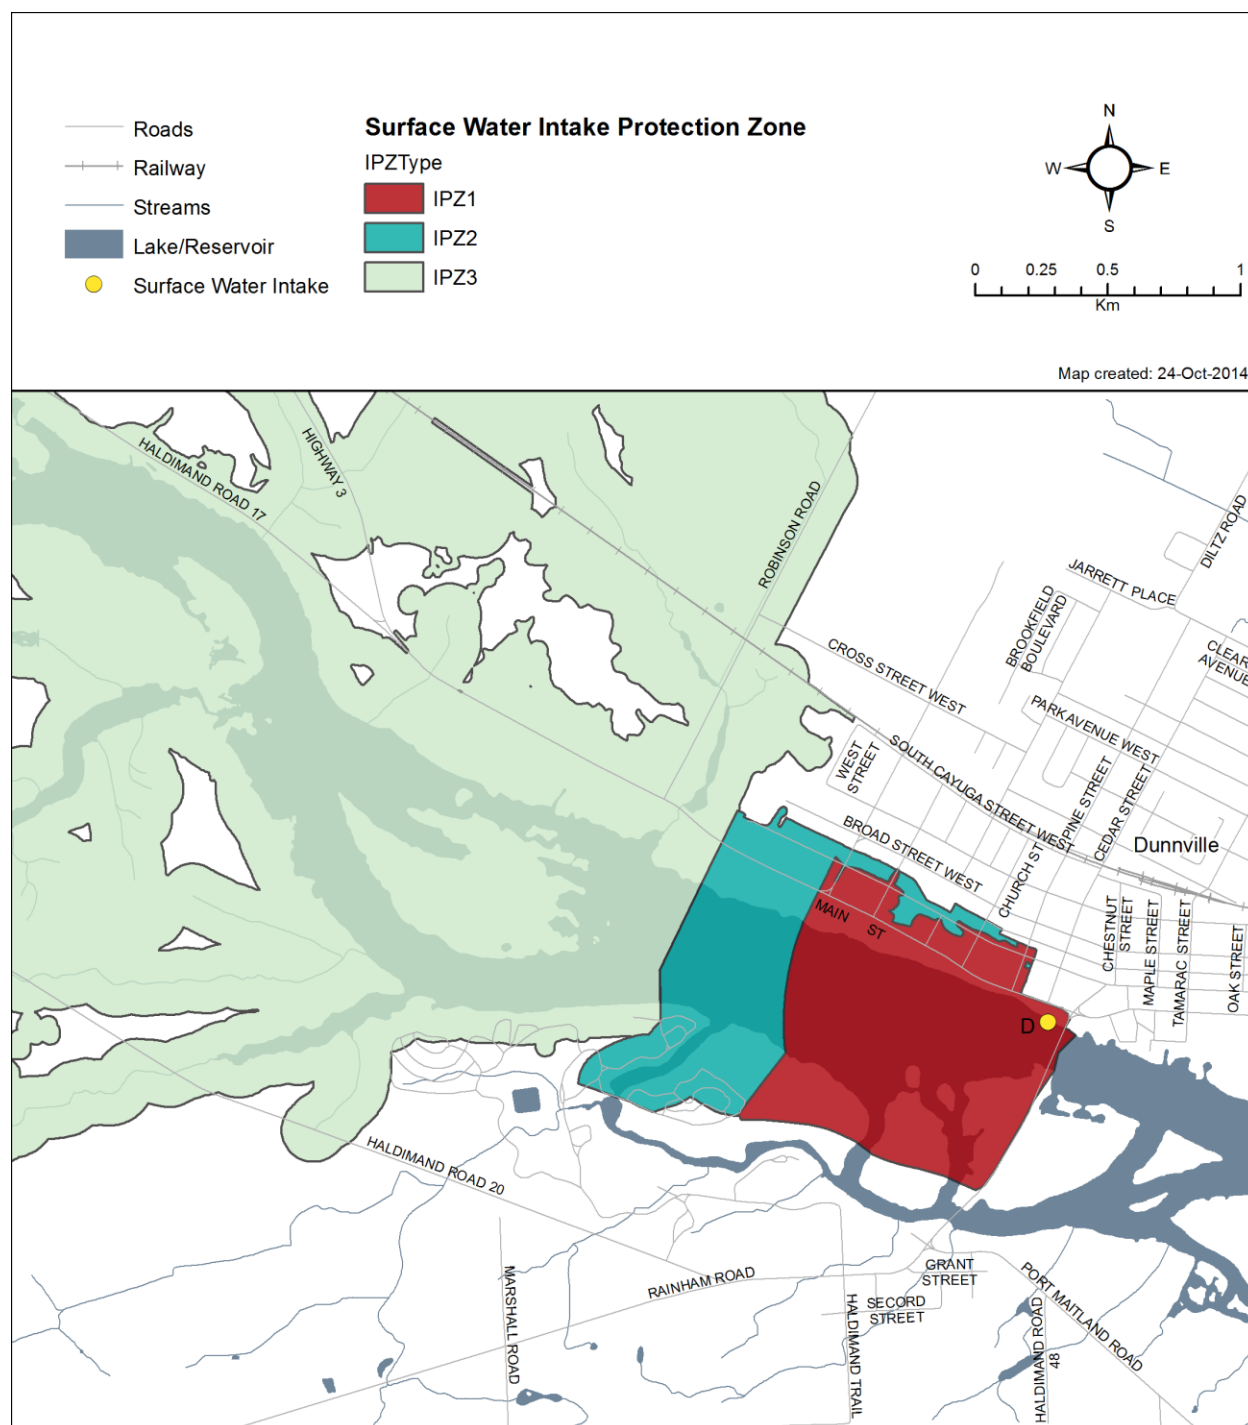 Roads
Railway
Streams
Lake/Reservoir
Surface Water Intake
Surface Water Intake Protection Zone
IPZType
IPZ1
IPZ2
IPZ3
N
W
E
S
0
0.25
0.5
1
Km
Map created: 24-Oct-2014
HALDIMAND ROAD 17
HIGHWAY 3
ROBINSON ROAD
DILTZ ROAD
JARRETT PLACE
BROOKFIELD
BOULEVARD
CLEAR
AVENUE
CROSS STREET WEST
PARK AVENUE WEST
WEST
STREET
SOUTH CAYUGA STREET WEST
PINE STREET
CEDAR STREET
Dunnville
BROAD STREET WEST
CHURCH ST
MAIN ST
CHESTNUT
STREET
MAPLE STREET
TAMARAC STREET
OAK STREET
D
HALDIMAND ROAD 20
MARSHALL ROAD
RAINHAM ROAD
GRANT
STREET
SECORD
STREET
HALDIMAND TRAIL
PORT MAITLAND ROAD
HALDIMAND ROAD
48